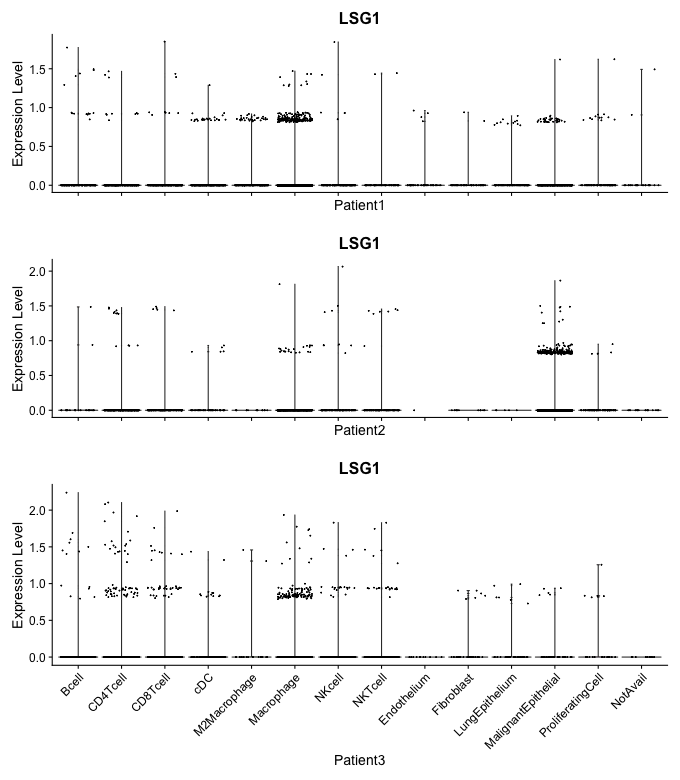 LSG1
Expression Level
1.5
1.0
0.5
0.0
Patient1
LSG1
Expression Level
2.0
1.5
1.0
0.5
0.0
Patient2
LSG1
Expression Level
2.0
1.5
1.0
0.5
0.0
Bcell
CD4Tcell
CD8Tcell
cDC
M2Macrophage
Macrophage
NKcell
NKTcell
Endothelium
Fibroblast
LungEpithelium
MalignantEpithelial
ProliferatingCell
NotAvail
Patient3